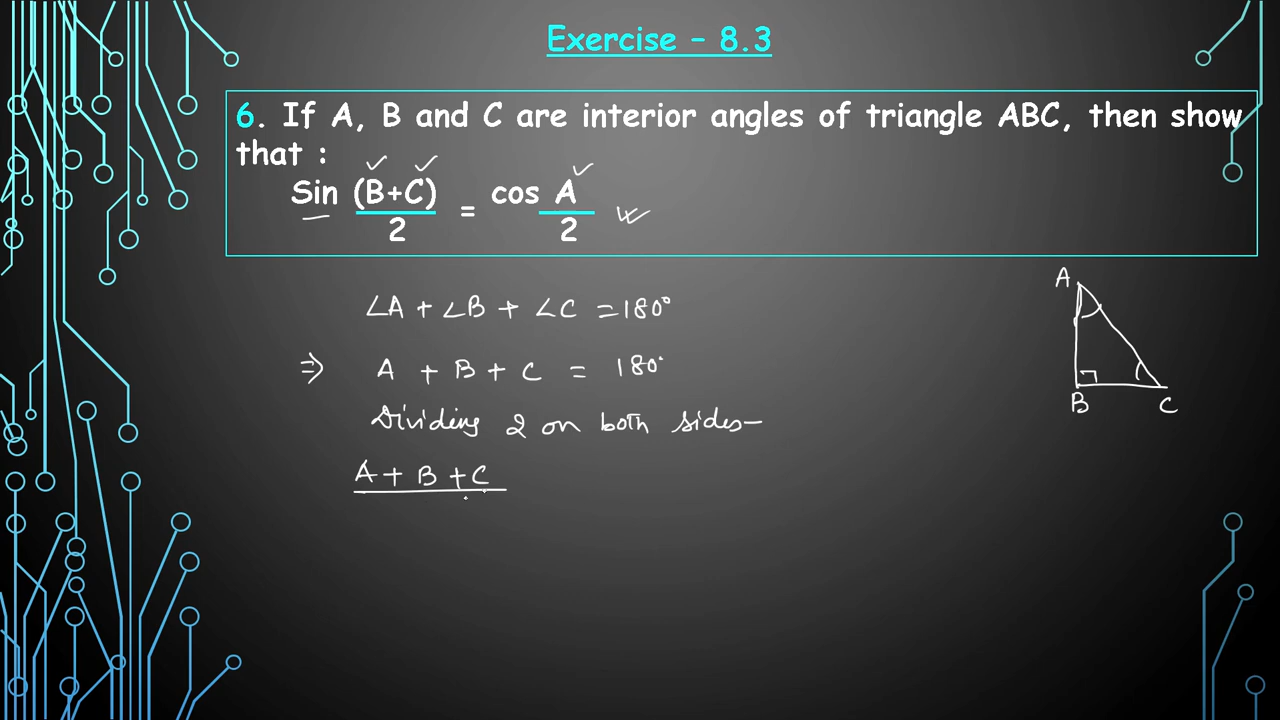 Exercise – 8.3
6. If A, B and C are interior angles of triangle ABC, then show
that :
Sin (B+C)/2 = cos A/2
∠A + ∠B + ∠C = 180°
⇒ A + B + C = 180°
Dividing 2 on both sides—
A + B + C
A
B
C